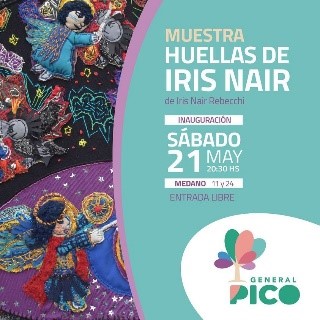 MUESTRA
HUELLAS DE
IRIS NAIR
de Iris Nair Rebecchi
INAUGURACIÓN
SÁBADO
21 MAY
20:30 HS
MEDANO 11 y 24
ENTRADA LIBRE
GENERAL
PICO